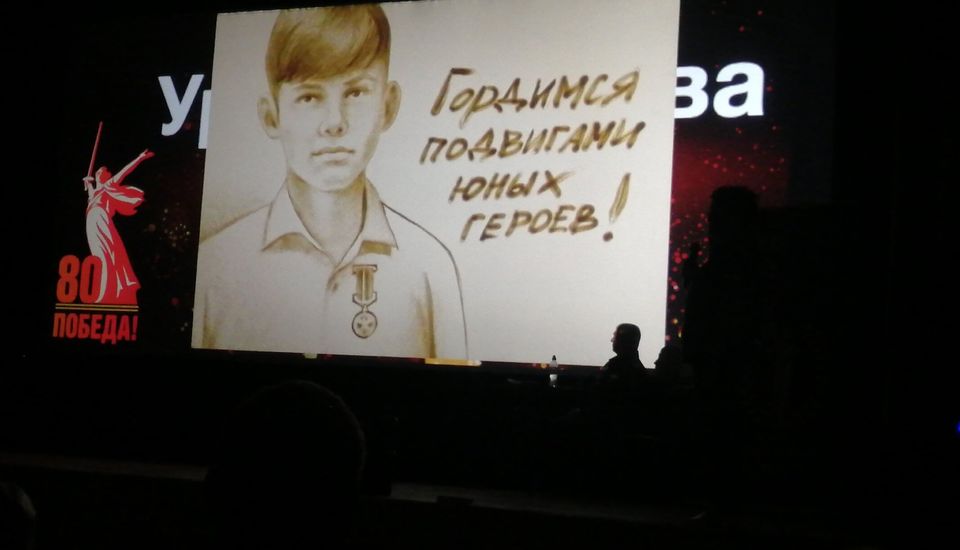 Гордимся
подвигами
юных
героев!
80
ПОБЕДА!